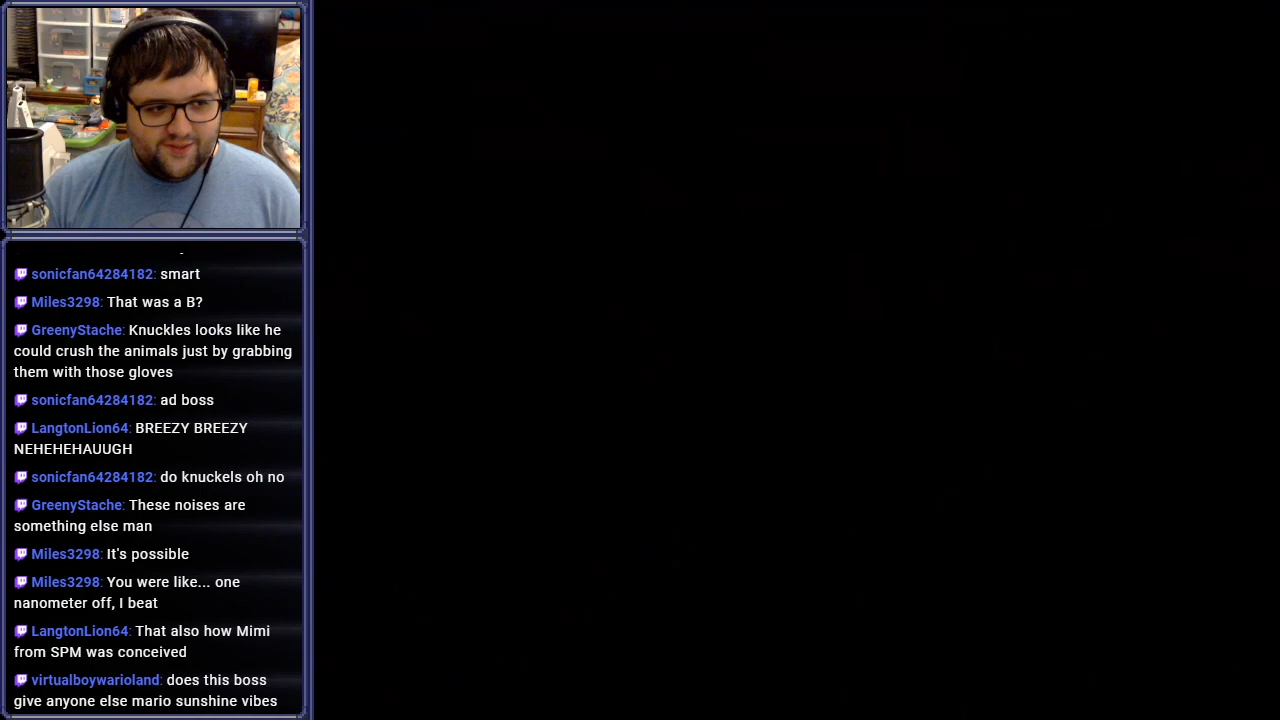 sonicfan64284182: smart
Miles3298: That was a B?
GreenyStache: Knuckles looks like he
could crush the animals just by grabbing
them with those gloves
sonicfan64284182: ad boss
LangtonLion64: BREEZY BREEZY
NEHEHEHAUUGH
sonicfan64284182: do knuckels oh no
GreenyStache: These noises are
something else man
Miles3298: It's possible
Miles3298: You were like... one
nanometer off, I beat
LangtonLion64: That also how Mimi
from SPM was conceived
virtualboywarioland: does this boss
give anyone else mario sunshine vibes